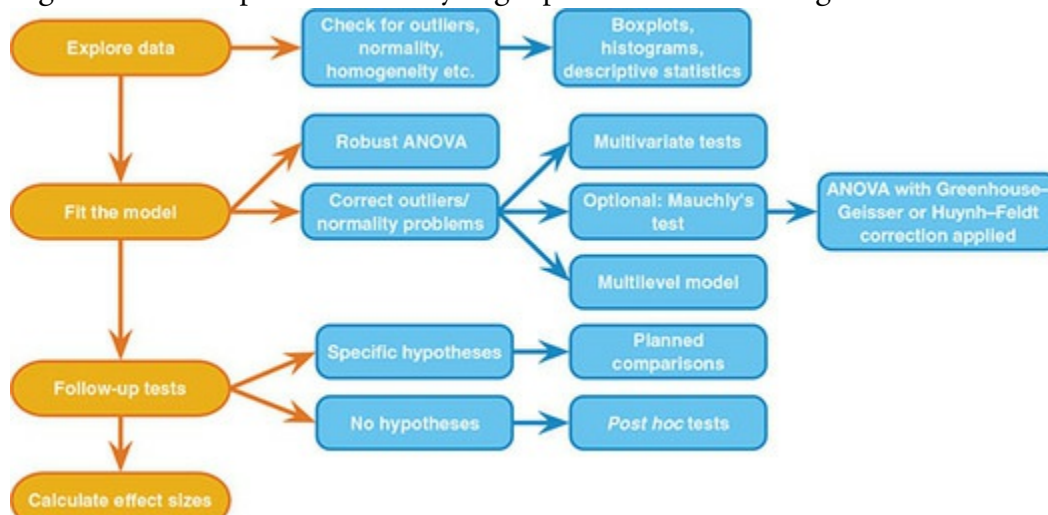 Explore data
Check for outliers,
normality,
homogeneity etc.
Boxplots,
histograms,
descriptive statistics
Robust ANOVA
Multivariate tests
Fit the model
Correct outliers/
normality problems
Optional: Mauchly's
test
ANOVA with Greenhouse–
Geisser or Huynh–Feldt
correction applied
Multilevel model
Specific hypotheses
Planned
comparisons
Follow-up tests
No hypotheses
Post hoc tests
Calculate effect sizes